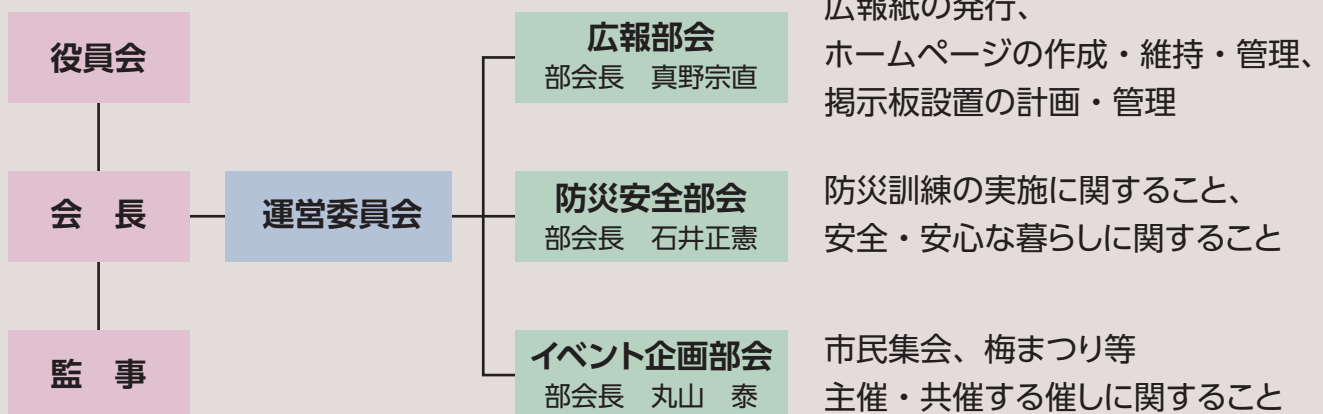 役員会
会　長
監　事
運営委員会
広報部会
部会長　真野宗直
広報紙の発行、
ホームページの作成・維持・管理、
掲示板設置の計画・管理
防災安全部会
部会長　石井正憲
防災訓練の実施に関すること、
安全・安心な暮らしに関すること
イベント企画部会
部会長　丸山　泰
市民集会、梅まつり等
主催・共催する催しに関すること